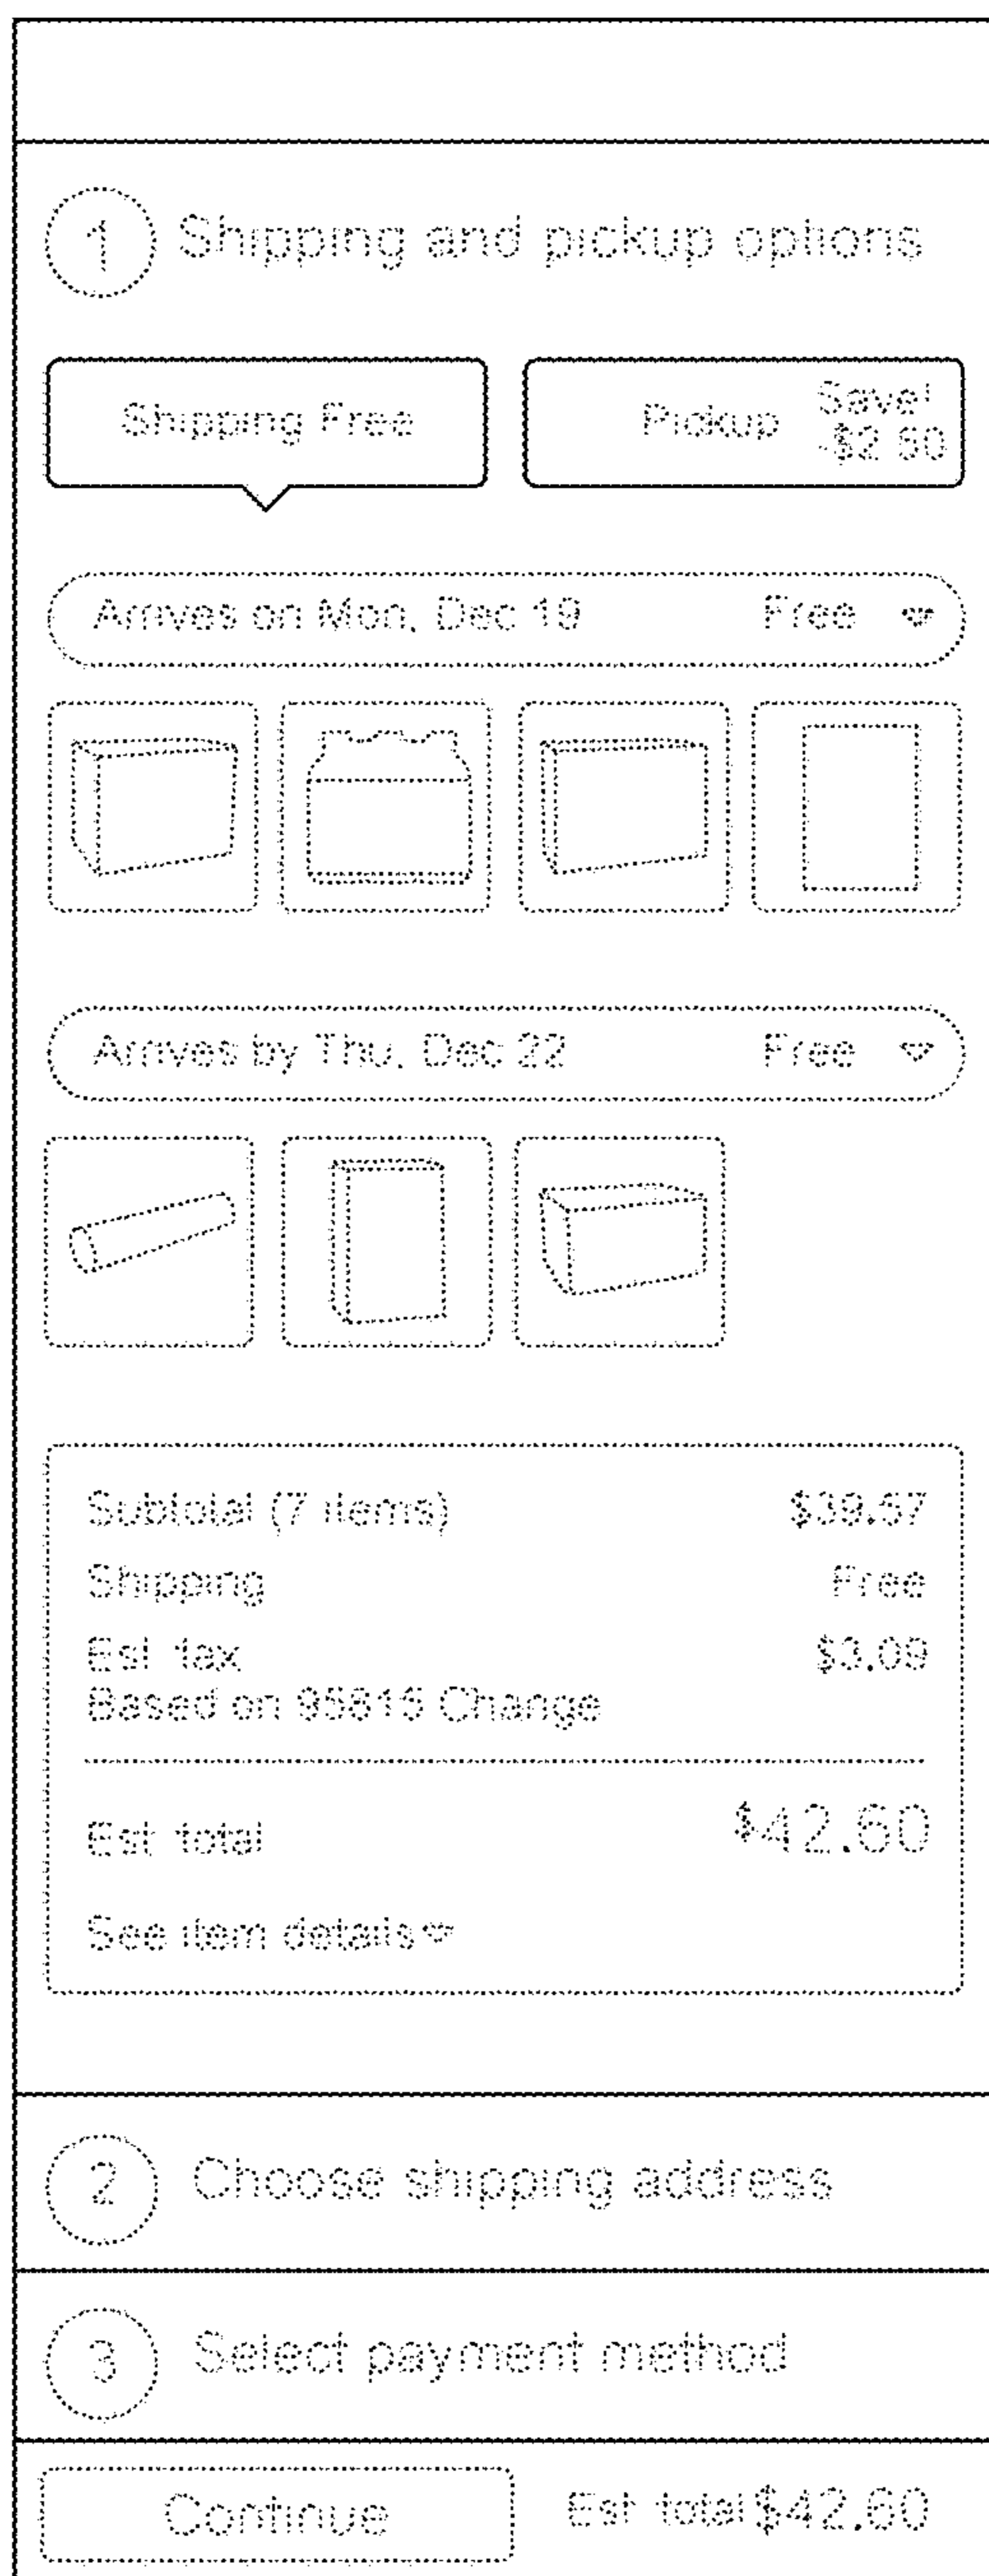 1 Shipping and pickup options
Shipping Free
Pickup
Save!
-$2.60
Arrives on Mon, Dec 19 Free
Arrives by Thu, Dec 22 Free
Subtotal (7 items) $39.57
Shipping Free
Est tax $3.09
Based on Change
Est total $42.60
See item details
2 Choose shipping address
3 Select payment method
Continue Est total $42.60